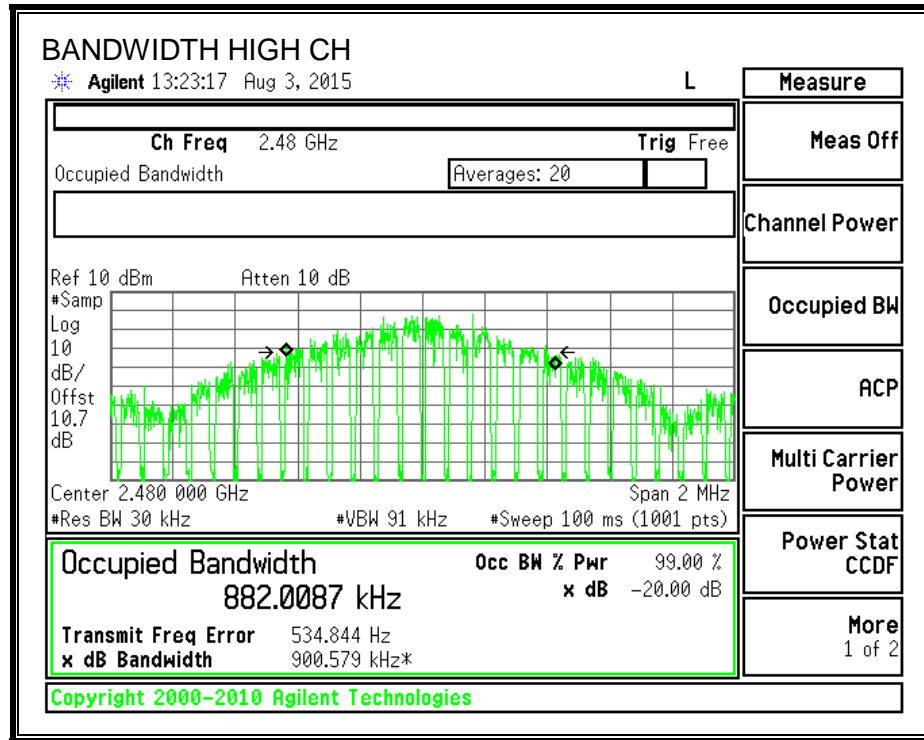 BANDWIDTH HIGH CH
Agilent 13:23:17 Aug 3, 2015 L
Measure
Ch Freq 2.48 GHz Trig Free
Meas Off
Occupied Bandwidth Averages: 20
Channel Power
Ref 10 dBm Atten 10 dB
#Samp
Log
10
dB/
Offst
10.7
dB
Occupied BW
ACP
Multi Carrier
Power
Center 2.480 000 GHz Span 2 MHz
#Res BW 30 kHz #VBW 91 kHz #Sweep 100 ms (1001 pts)
Power Stat
CCDF
Occupied Bandwidth Occ BW % Pwr 99.00 %
882.0087 kHz x dB -20.00 dB
Transmit Freq Error 534.844 Hz
x dB Bandwidth 900.579 kHz*
More
1 of 2
Copyright 2000-2010 Agilent Technologies